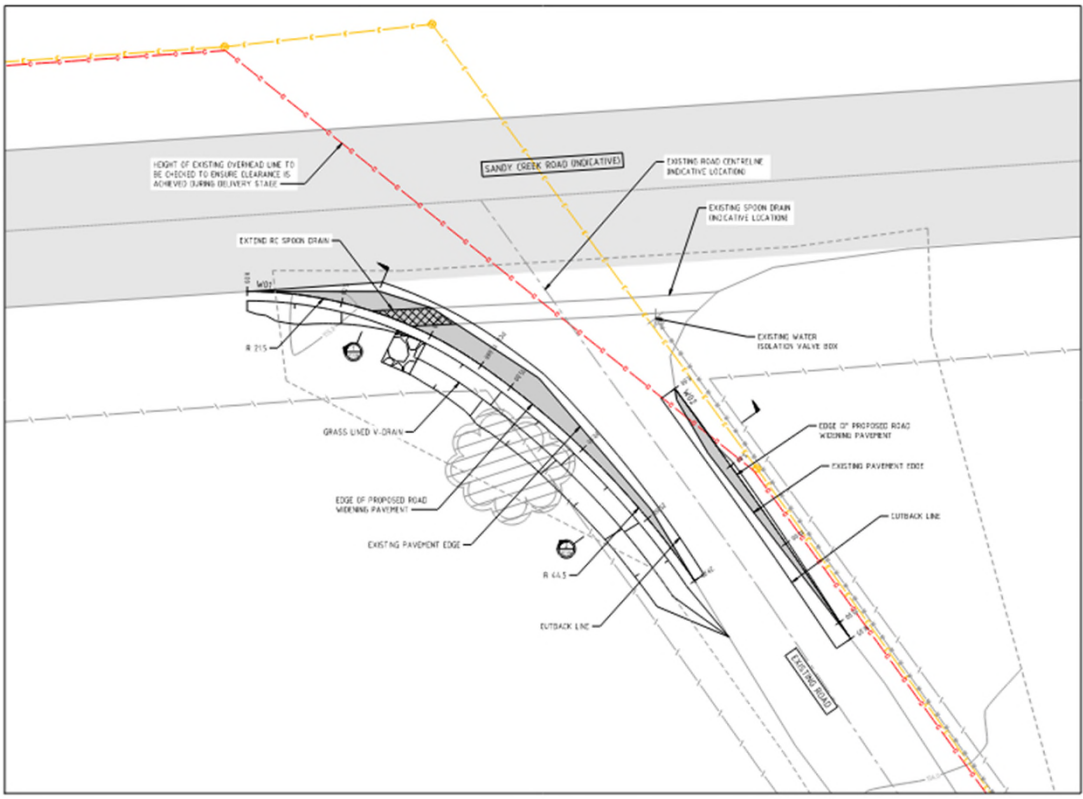 SANDY CREEK ROAD (INDICATIVE)
EXISTING ROAD CENTRELINE
(INDICATIVE LOCATION)
HEIGHT OF EXISTING OVERHEAD LINE TO
BE CHECKED TO ENSURE CLEARANCE IS
ACHIEVED DURING DELIVERY STAGE
EXISTING SPOON DRAIN
(INDICATIVE LOCATION)
EXTEND RC SPOON DRAIN
W01
EXISTING WATER
ISOLATION VALVE BOX
R 215
W02
GRASS LINED V-DRAIN
EDGE OF PROPOSED ROAD
WIDENING PAVEMENT
EXISTING PAVEMENT EDGE
EDGE OF PROPOSED ROAD
WIDENING PAVEMENT
CUTBACK LINE
EXISTING PAVEMENT EDGE
R 443
CUTBACK LINE
EXISTING ROAD